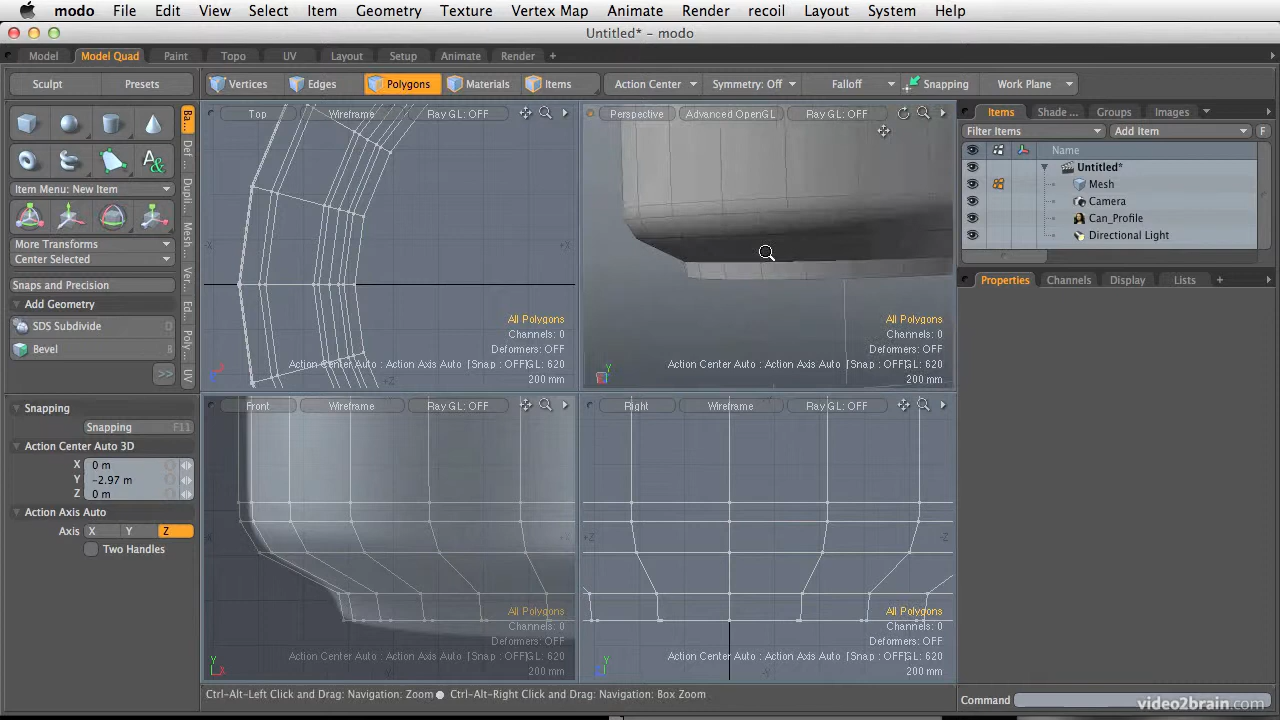 modo File Edit View Select Item Geometry Texture Vertex Map Animate Render recoil Layout System Help
Untitled* - modo
Model Model Quad Paint Topo UV Layout Setup Animate Render +
Sculpt Presets Vertices Edges Polygons Materials Items Action Center Symmetry: Off Falloff Snapping Work Plane
Top Wireframe Ray GL: OFF
Perspective Advanced OpenGL Ray GL: OFF
Items Shade ... Groups Images
Filter Items Add Item F
Name
Untitled*
Mesh
Camera
Can_Profile
Directional Light
Properties Channels Display Lists
Ba...
Def ...
Dupli...
Mesh ...
Ver...
Ed...
Poly ...
UV
Item Menu: New Item
More Transforms
Center Selected
Snaps and Precision
Add Geometry
SDS Subdivide D
Bevel B
>>
Snapping
Snapping F11
Action Center Auto 3D
X 0 m
Y -2.97 m
Z 0 m
Action Axis Auto
Axis X Y Z
Two Handles
-X +X
+Z
All Polygons
Channels: 0
Deformers: OFF
Action Center Auto : Action Axis Auto [Snap : OFF]GL: 620
200 mm
All Polygons
Channels: 0
Deformers: OFF
Action Center Auto : Action Axis Auto [Snap : OFF]GL: 620
200 mm
Y
Front Wireframe Ray GL: OFF
All Polygons
Channels: 0
Deformers: OFF
Action Center Auto : Action Axis Auto [Snap : OFF]GL: 620
200 mm
Y X
Right Wireframe Ray GL: OFF
+Z -Z
All Polygons
Channels: 0
Deformers: OFF
Action Center Auto : Action Axis Auto [Snap : OFF]GL: 620
200 mm
Y Z -Y
Ctrl-Alt-Left Click and Drag: Navigation: Zoom ● Ctrl-Alt-Right Click and Drag: Navigation: Box Zoom
Command
video2brain.com